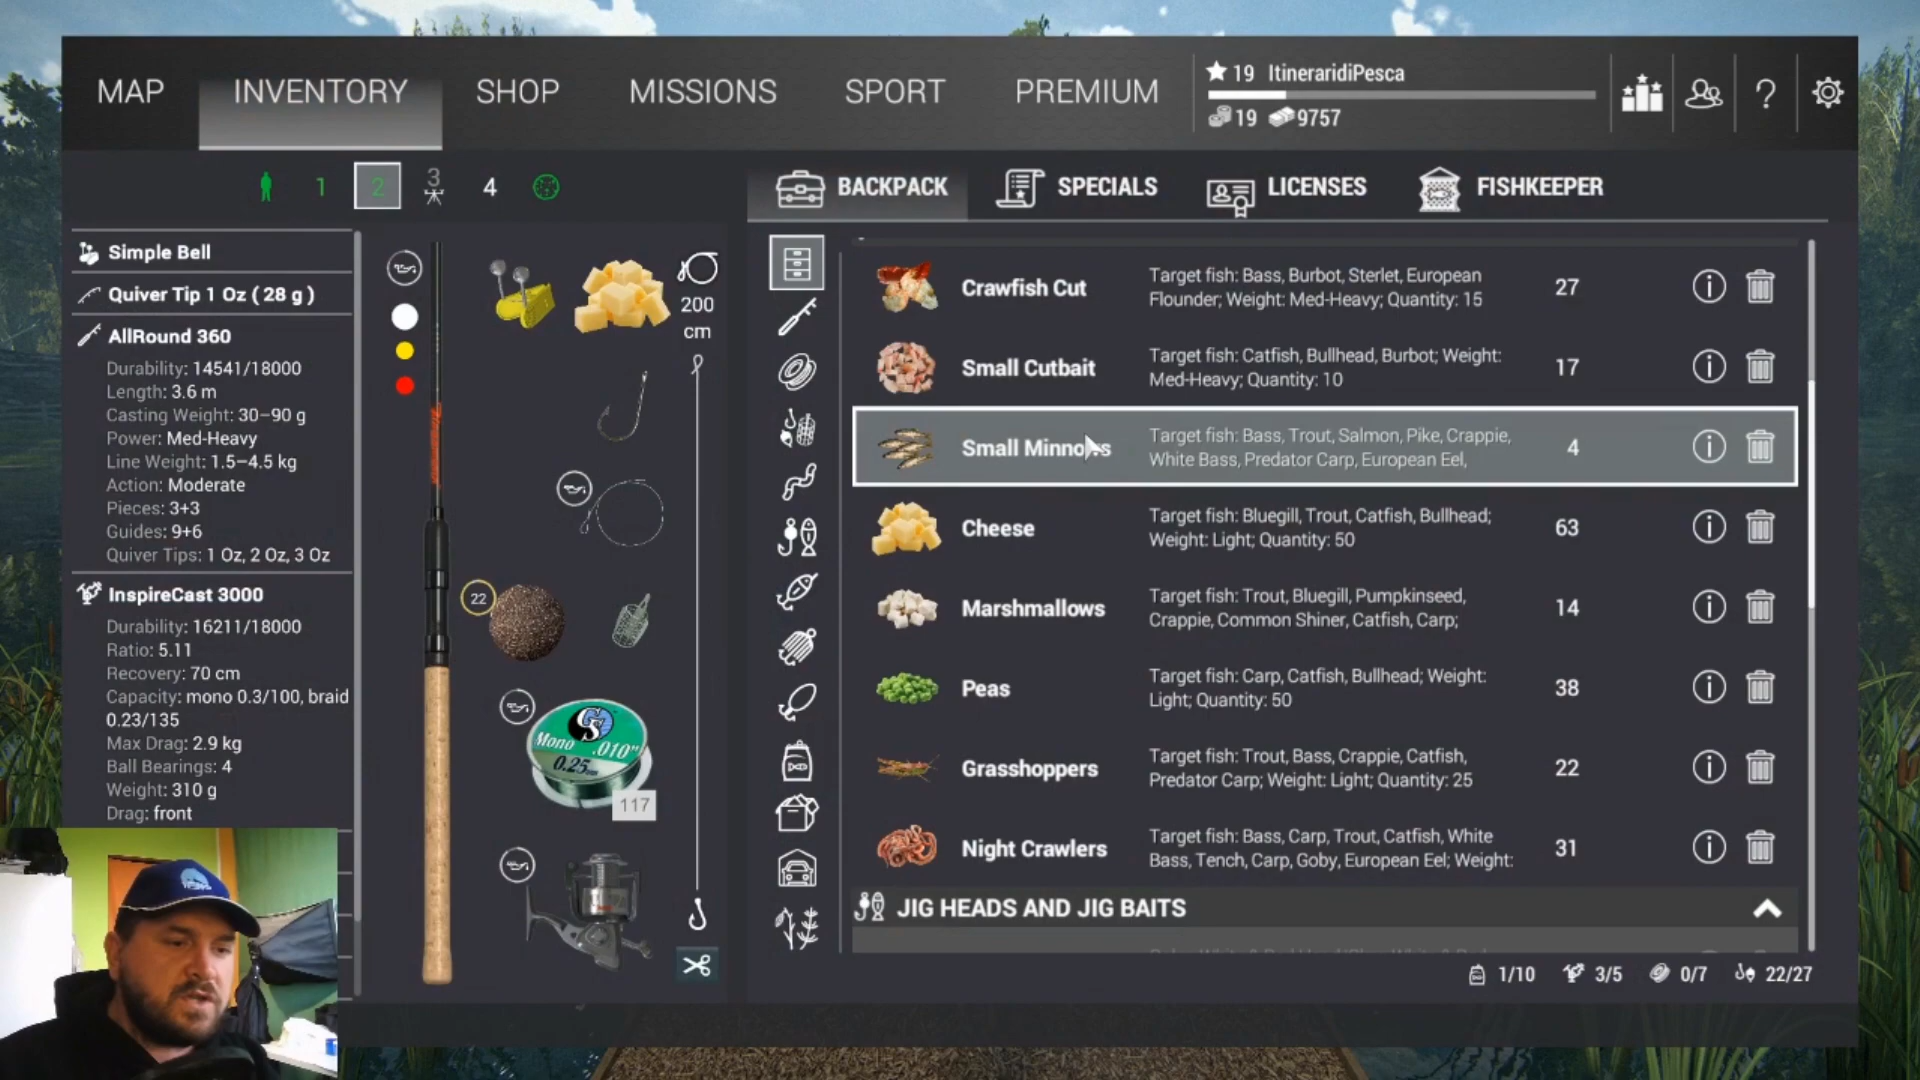 MAP
INVENTORY
SHOP
MISSIONS
SPORT
PREMIUM
19 ItineraridiPesca
19 9757
?
1
2
3
4
BACKPACK
SPECIALS
LICENSES
FISHKEEPER
Simple Bell
Quiver Tip 1 Oz ( 28 g )
AllRound 360
Durability: 14541/18000
Length: 3.6 m
Casting Weight: 30–90 g
Power: Med-Heavy
Line Weight: 1.5–4.5 kg
Action: Moderate
Pieces: 3+3
Guides: 9+6
Quiver Tips: 1 Oz, 2 Oz, 3 Oz
InspireCast 3000
Durability: 16211/18000
Ratio: 5.11
Recovery: 70 cm
Capacity: mono 0.3/100, braid
0.23/135
Max Drag: 2.9 kg
Ball Bearings: 4
Weight: 310 g
Drag: front
200
cm
22
GS
Mono .010"
0.25
117
Crawfish Cut
Target fish: Bass, Burbot, Sterlet, European
Flounder; Weight: Med-Heavy; Quantity: 15
27
Small Cutbait
Target fish: Catfish, Bullhead, Burbot; Weight:
Med-Heavy; Quantity: 10
17
Small Minnows
Target fish: Bass, Trout, Salmon, Pike, Crappie,
White Bass, Predator Carp, European Eel,
4
Cheese
Target fish: Bluegill, Trout, Catfish, Bullhead;
Weight: Light; Quantity: 50
63
Marshmallows
Target fish: Trout, Bluegill, Pumpkinseed,
Crappie, Common Shiner, Catfish, Carp;
14
Peas
Target fish: Carp, Catfish, Bullhead; Weight:
Light; Quantity: 50
38
Grasshoppers
Target fish: Trout, Bass, Crappie, Catfish,
Predator Carp; Weight: Light; Quantity: 25
22
Night Crawlers
Target fish: Bass, Carp, Trout, Catfish, White
Bass, Tench, Carp, Goby, European Eel; Weight:
31
JIG HEADS AND JIG BAITS
1/10
3/5
0/7
22/27